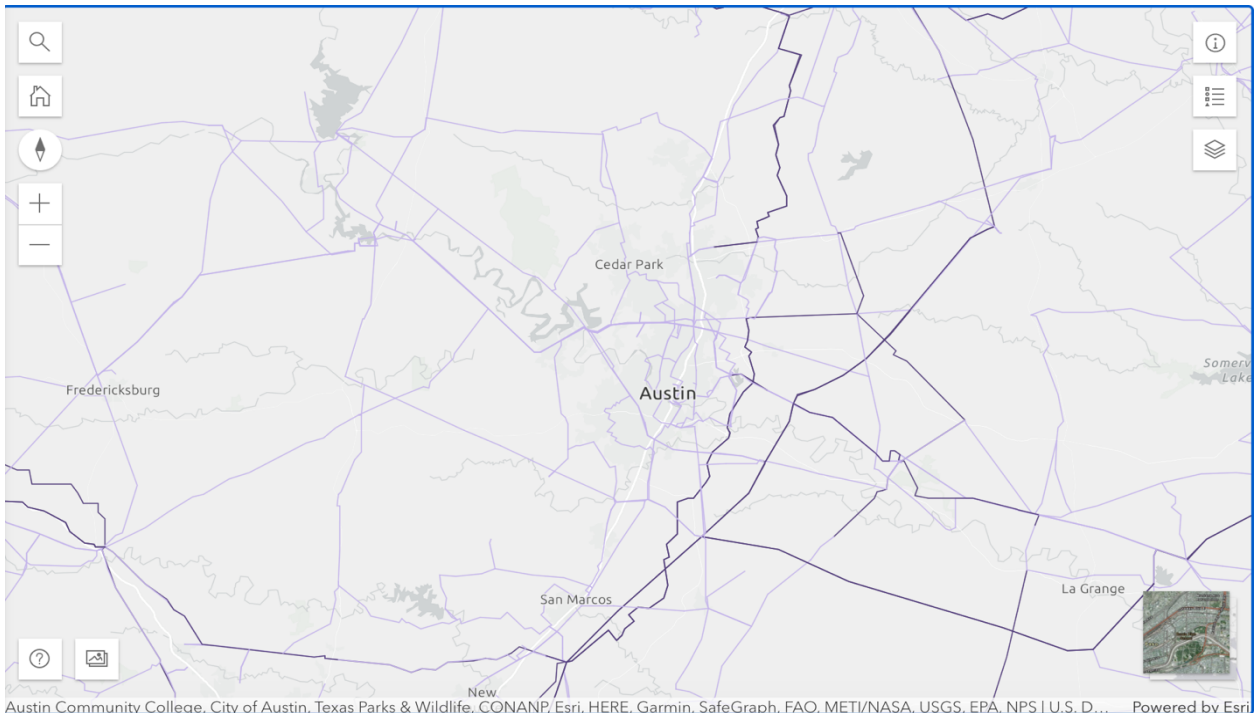 Cedar Park
Somerv
Lake
Fredericksburg
Austin
San Marcos
La Grange
New
Austin Community College, City of Austin, Texas Parks & Wildlife, CONANP, Esri, HERE, Garmin, SafeGraph, FAO, METI/NASA, USGS, EPA, NPS | U.S. D... Powered by Esri